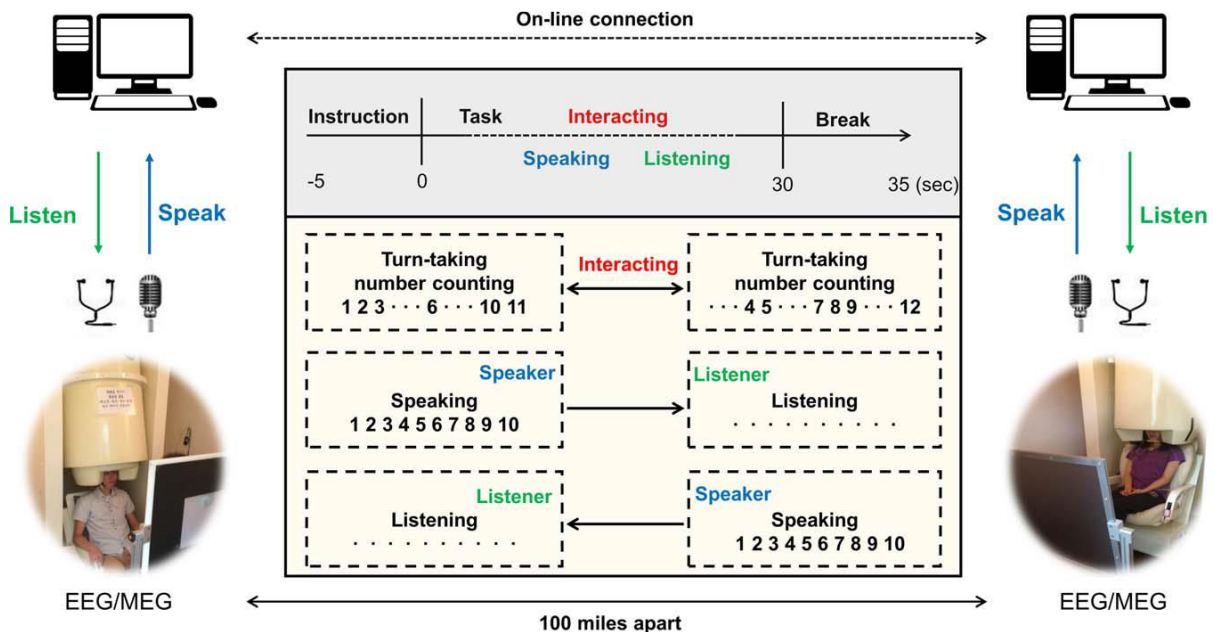 On-line connection
Instruction
Task
Interacting
Break
Speaking
Listening
-5
0
30
35 (sec)
Listen
Speak
Speak
Listen
Turn-taking
number counting
1 2 3 · · · 6 · · · 10 11
Interacting
Turn-taking
number counting
· · · 4 5 · · · 7 8 9 · · · 12
Speaker
Speaking
1 2 3 4 5 6 7 8 9 10
Listener
Listening
. . . . . . . . . .
Listener
Listening
. . . . . . . . . .
Speaker
Speaking
1 2 3 4 5 6 7 8 9 10
EEG/MEG
EEG/MEG
100 miles apart